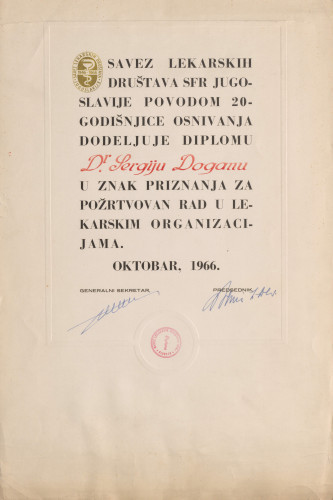 SAVEZ LEKARSKIH
DRUŠTAVA SFR JUGO-
SLAVIJE POVODOM 20-
GODIŠNJICE OSNIVANJA
DODELJUJE DIPLOMU
Dr Sergiju Doganu
U ZNAK PRIZNANJA ZA
POŽRTVOVAN RAD U LE-
KARSKIM ORGANIZACI-
JAMA.
OKTOBAR, 1966.
GENERALNI SEKRETAR, PREDSEDNIK,